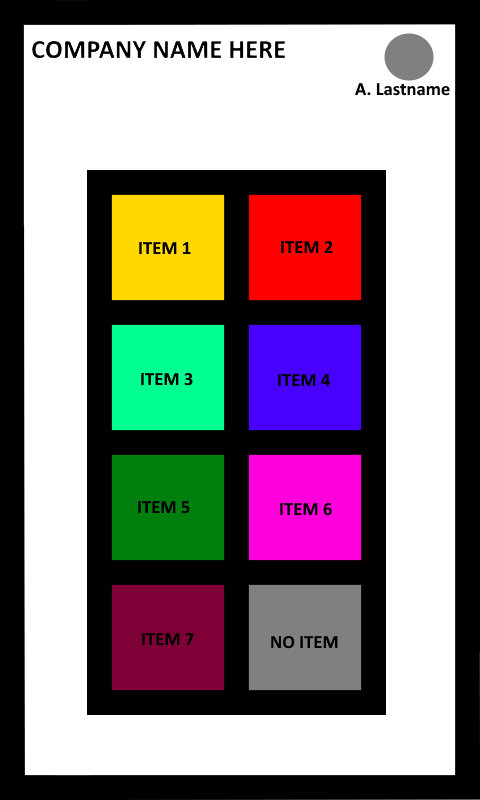 COMPANY NAME HERE
A. Lastname
ITEM 1
ITEM 2
ITEM 3
ITEM 4
ITEM 5
ITEM 6
ITEM 7
NO ITEM